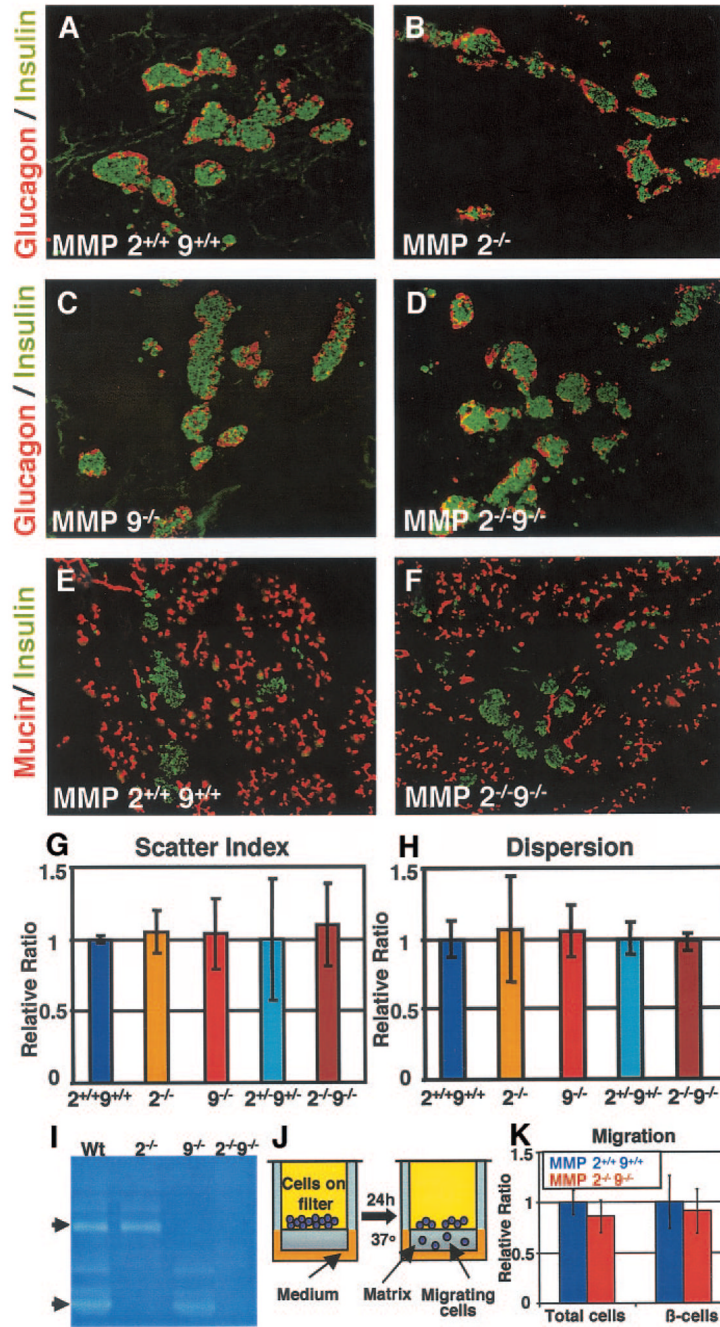 A
B
Glucagon / Insulin
MMP 2+/+ 9+/+
MMP 2-/-
C
D
Glucagon / Insulin
MMP 9-/-
MMP 2-/-9-/-
E
F
Mucin/ Insulin
MMP 2+/+ 9+/+
MMP 2-/-9-/-
G
Scatter Index
1.5
1
0.5
0
Relative Ratio
2+/+9+/+
2-/-
9-/-
2+/-9+/-
2-/-9-/-
H
Dispersion
1.5
1
0.5
0
Relative Ratio
2+/+9+/+
2-/-
9-/-
2+/-9+/-
2-/-9-/-
I
Wt
2-/-
9-/-
2-/-9-/-
J
Cells on
filter
24h
37°
Medium
Matrix
Migrating
cells
K
Migration
MMP 2+/+ 9+/+
MMP 2-/- 9-/-
1.5
1
0.5
0
Relative Ratio
Total cells
β-cells